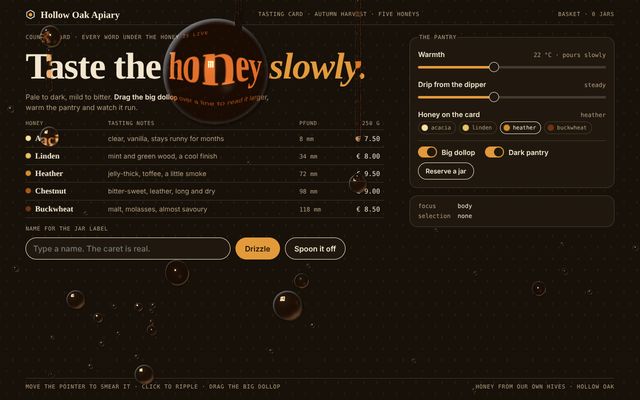 Hollow Oak Apiary
TASTING CARD · AUTUMN HARVEST · FIVE HONEYS
BASKET · 0 JARS
CARD · EVERY WORD UNDER THE HONEY IS LIVE
Taste the honey slowly.
Pale to dark, mild to bitter. Drag the big dollop over a line to read it larger,
warm the pantry and watch it run.
HONEY TASTING NOTES PFUND 250 G
clear, vanilla, stays runny for months 8 mm € 7.50
Linden mint and green wood, a cool finish 34 mm € 8.00
Heather jelly-thick, toffee, a little smoke 72 mm € 9.50
Chestnut bitter-sweet, leather, long and dry 98 mm € 9.00
Buckwheat malt, molasses, almost savoury 118 mm € 8.50
NAME FOR THE JAR LABEL
Type a name. The caret is real.
Drizzle
Spoon it off
THE PANTRY
Warmth 22 °C · pours slowly
Drip from the dipper steady
Honey on the card heather
acacia linden heather buckwheat
Big dollop Dark pantry
Reserve a jar
focus body
selection none
MOVE THE POINTER TO SMEAR IT · CLICK TO RIPPLE · DRAG THE BIG DOLLOP
HONEY FROM OUR OWN HIVES · HOLLOW OAK